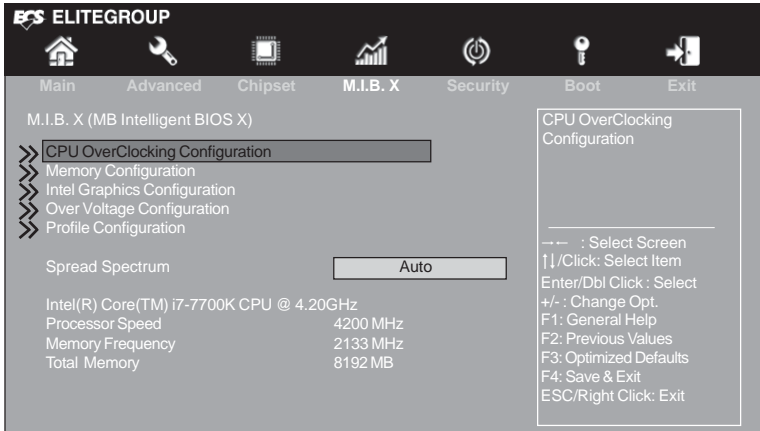 ECS ELITEGROUP
Main Advanced Chipset M.I.B. X Security Boot Exit
M.I.B. X (MB Intelligent BIOS X)
CPU OverClocking Configuration
Memory Configuration
Intel Graphics Configuration
Over Voltage Configuration
Profile Configuration
Spread Spectrum Auto
Intel(R) Core(TM) i7-7700K CPU @ 4.20GHz
Processor Speed 4200 MHz
Memory Frequency 2133 MHz
Total Memory 8192 MB
CPU OverClocking
Configuration
→← : Select Screen
↑↓/Click: Select Item
Enter/Dbl Click : Select
+/- : Change Opt.
F1: General Help
F2: Previous Values
F3: Optimized Defaults
F4: Save & Exit
ESC/Right Click: Exit